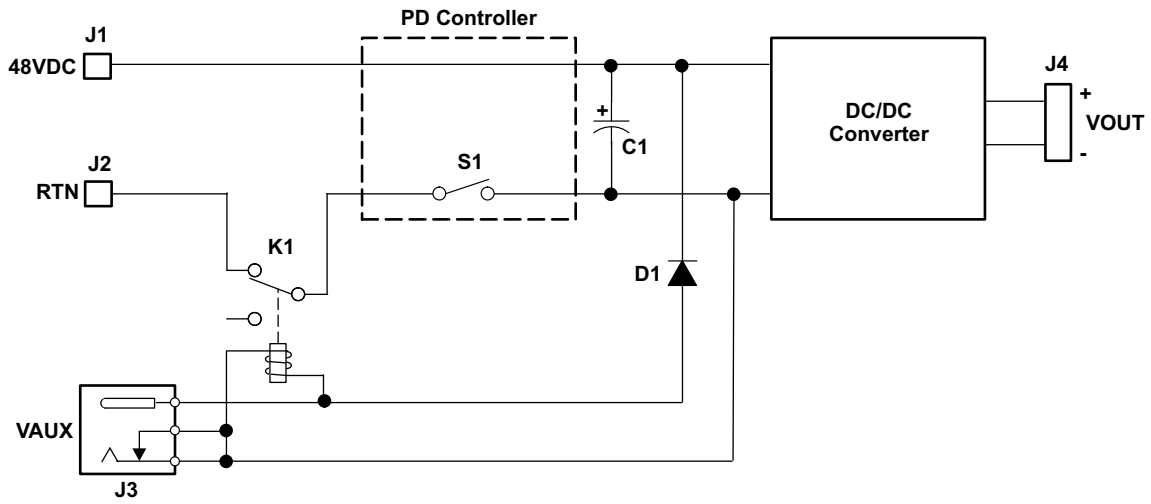 PD Controller
J1
48VDC
J4
+
VOUT
-
DC/DC
Converter
+
C1
S1
J2
RTN
K1
D1
VAUX
J3